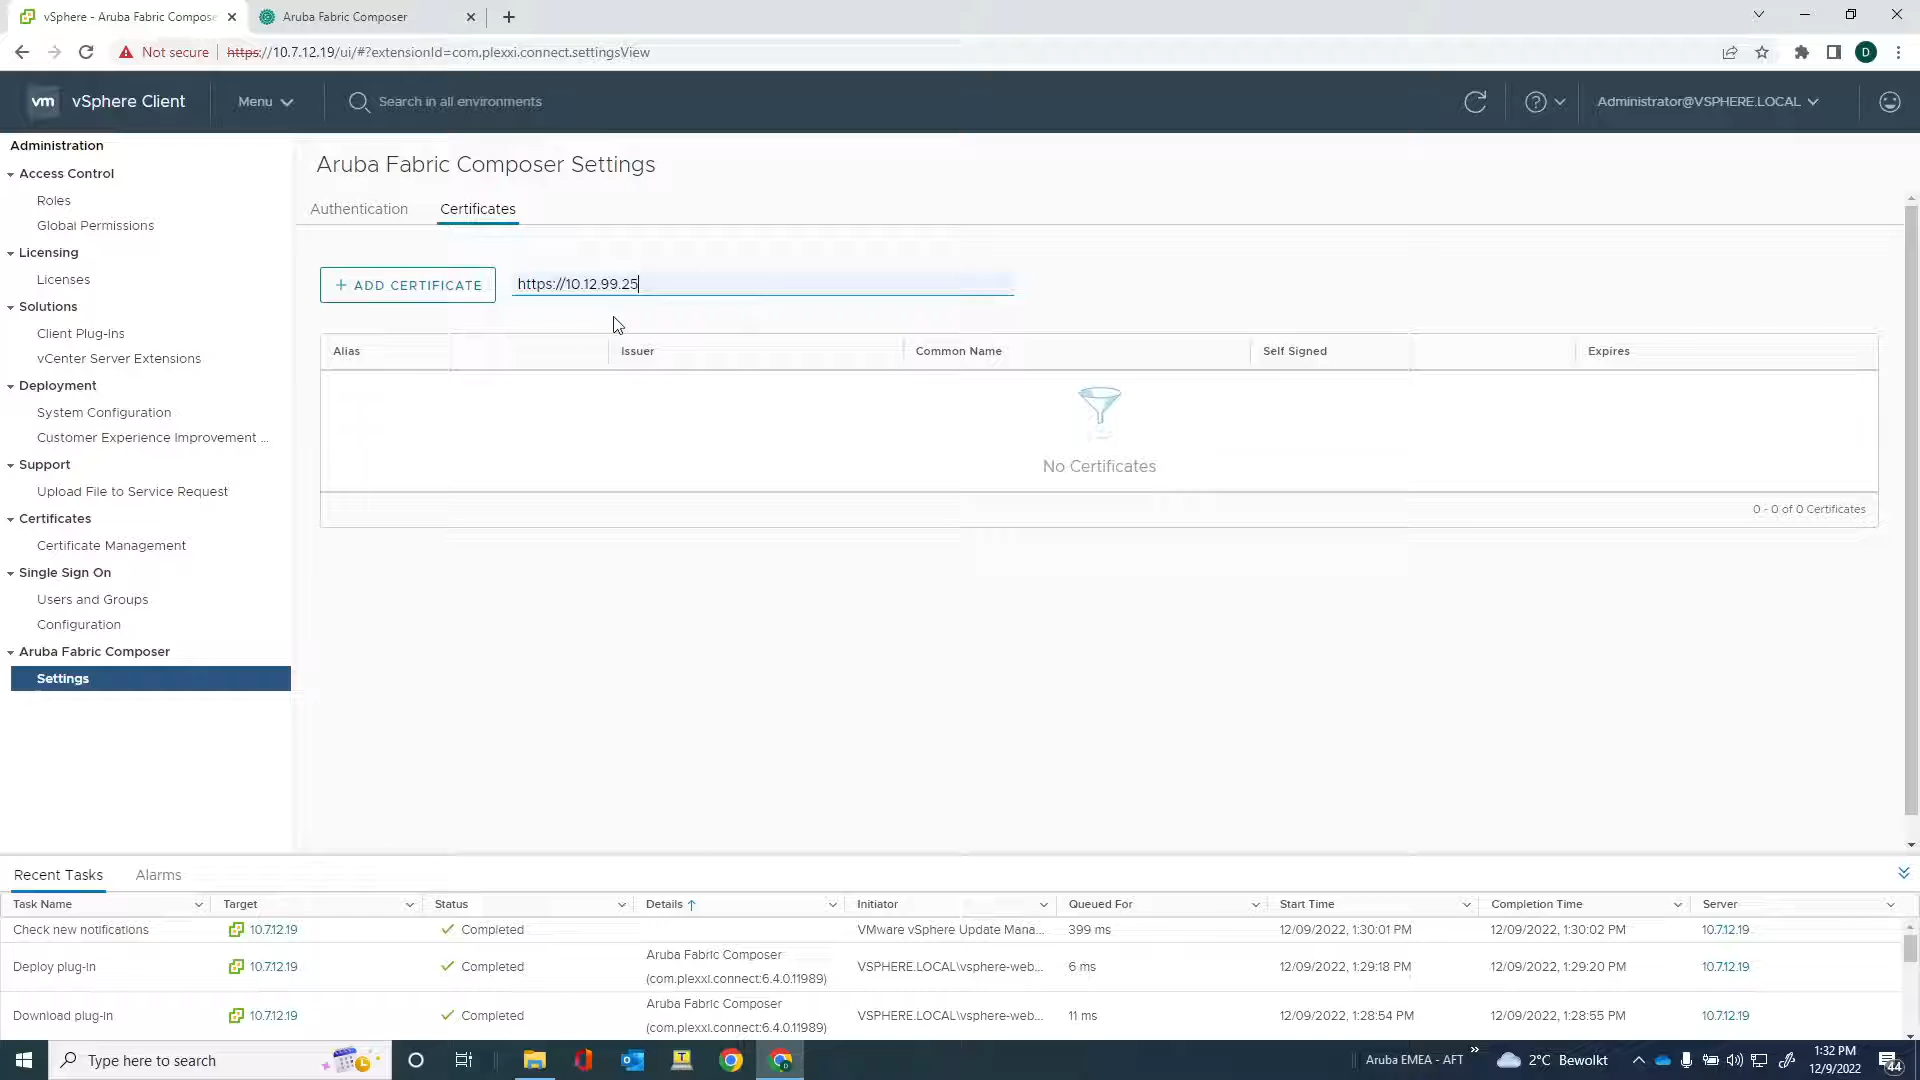 vSphere - Aruba Fabric Compose
Aruba Fabric Composer
Not secure
https://10.7.12.19/ui/#?extensionId=com.plexxi.connect.settingsView
D
vm
vSphere Client
Menu
Search in all environments
Administrator@VSPHERE.LOCAL
Administration
Access Control
Roles
Global Permissions
Licensing
Licenses
Solutions
Client Plug-Ins
vCenter Server Extensions
Deployment
System Configuration
Customer Experience Improvement ...
Support
Upload File to Service Request
Certificates
Certificate Management
Single Sign On
Users and Groups
Configuration
Aruba Fabric Composer
Settings
Aruba Fabric Composer Settings
Authentication
Certificates
+ ADD CERTIFICATE
https://10.12.99.25
Alias
Issuer
Common Name
Self Signed
Expires
No Certificates
0 - 0 of 0 Certificates
Recent Tasks
Alarms
Task Name
Target
Status
Details
Initiator
Queued For
Start Time
Completion Time
Server
Check new notifications
10.7.12.19
Completed
VMware vSphere Update Mana...
399 ms
12/09/2022, 1:30:01 PM
12/09/2022, 1:30:02 PM
10.7.12.19
Deploy plug-in
10.7.12.19
Completed
Aruba Fabric Composer
(com.plexxi.connect:6.4.0.11989)
VSPHERE.LOCAL\vsphere-web...
6 ms
12/09/2022, 1:29:18 PM
12/09/2022, 1:29:20 PM
10.7.12.19
Download plug-in
10.7.12.19
Completed
Aruba Fabric Composer
(com.plexxi.connect:6.4.0.11989)
VSPHERE.LOCAL\vsphere-web...
11 ms
12/09/2022, 1:28:54 PM
12/09/2022, 1:28:55 PM
10.7.12.19
Type here to search
Aruba EMEA - AFT
2°C Bewolkt
1:32 PM
12/9/2022
44